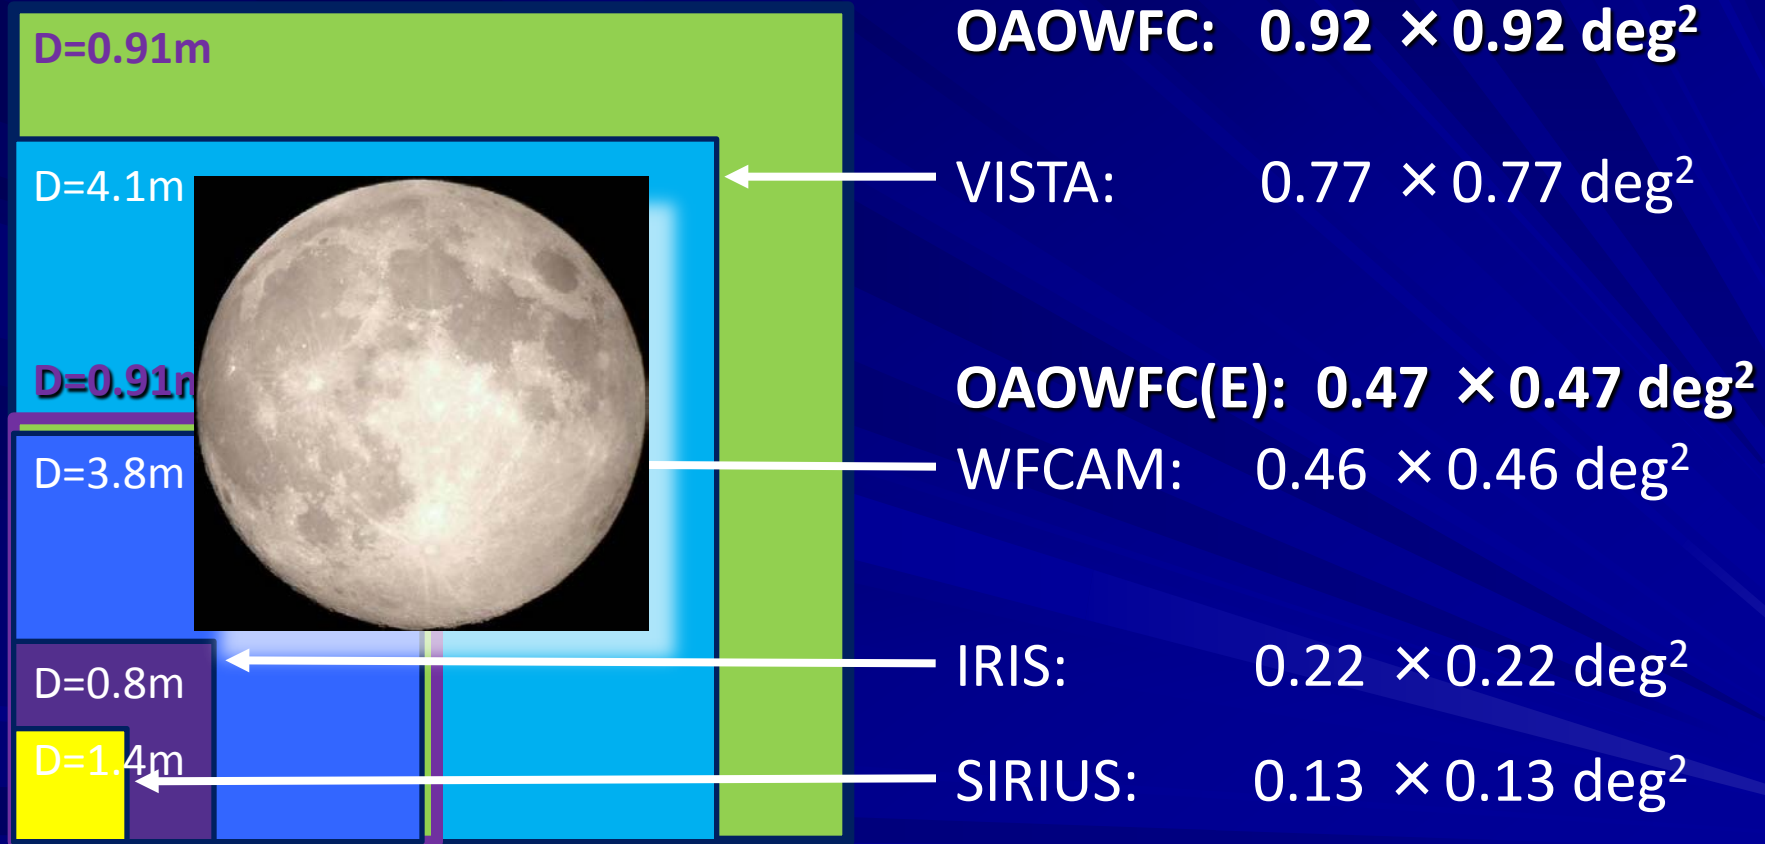 D=0.91m
OAOWFC: 0.92 ×0.92 deg²
D=4.1m
VISTA: 0.77 ×0.77 deg²
D=0.91m
OAOWFC(E): 0.47 ×0.47 deg²
D=3.8m
WFCAM: 0.46 ×0.46 deg²
D=0.8m
IRIS: 0.22 ×0.22 deg²
D=1.4m
SIRIUS: 0.13 ×0.13 deg²